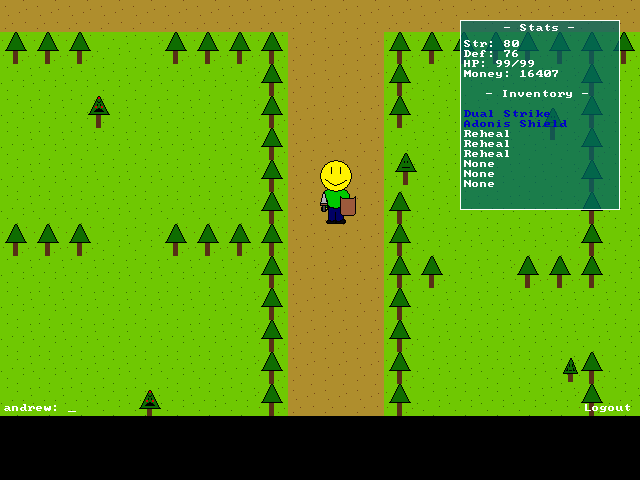 - Stats -
Str: 80
Def: 76
HP: 99/99
Money: 16407
- Inventory -
Dual Strike
Adonis Shield
Reheal
Reheal
Reheal
None
None
None
andrew: _
Logout